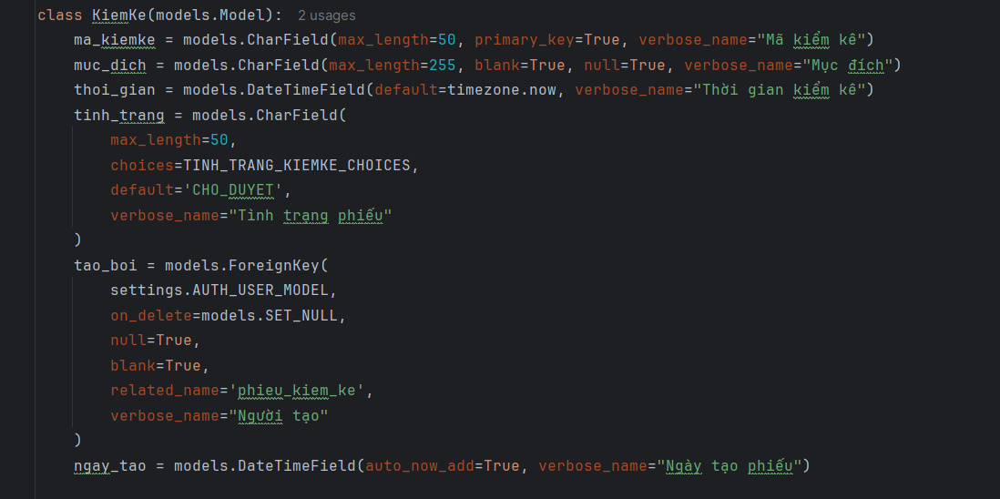 class KiemKe(models.Model):  2 usages
    ma_kiemke = models.CharField(max_length=50, primary_key=True, verbose_name="Mã kiểm kê")
    muc_dich = models.CharField(max_length=255, blank=True, null=True, verbose_name="Mục đích")
    thoi_gian = models.DateTimeField(default=timezone.now, verbose_name="Thời gian kiểm kê")
    tinh_trang = models.CharField(
        max_length=50,
        choices=TINH_TRANG_KIEMKE_CHOICES,
        default='CHO_DUYET',
        verbose_name="Tình trạng phiếu"
    )
    tao_boi = models.ForeignKey(
        settings.AUTH_USER_MODEL,
        on_delete=models.SET_NULL,
        null=True,
        blank=True,
        related_name='phieu_kiem_ke',
        verbose_name="Người tạo"
    )
    ngay_tao = models.DateTimeField(auto_now_add=True, verbose_name="Ngày tạo phiếu")